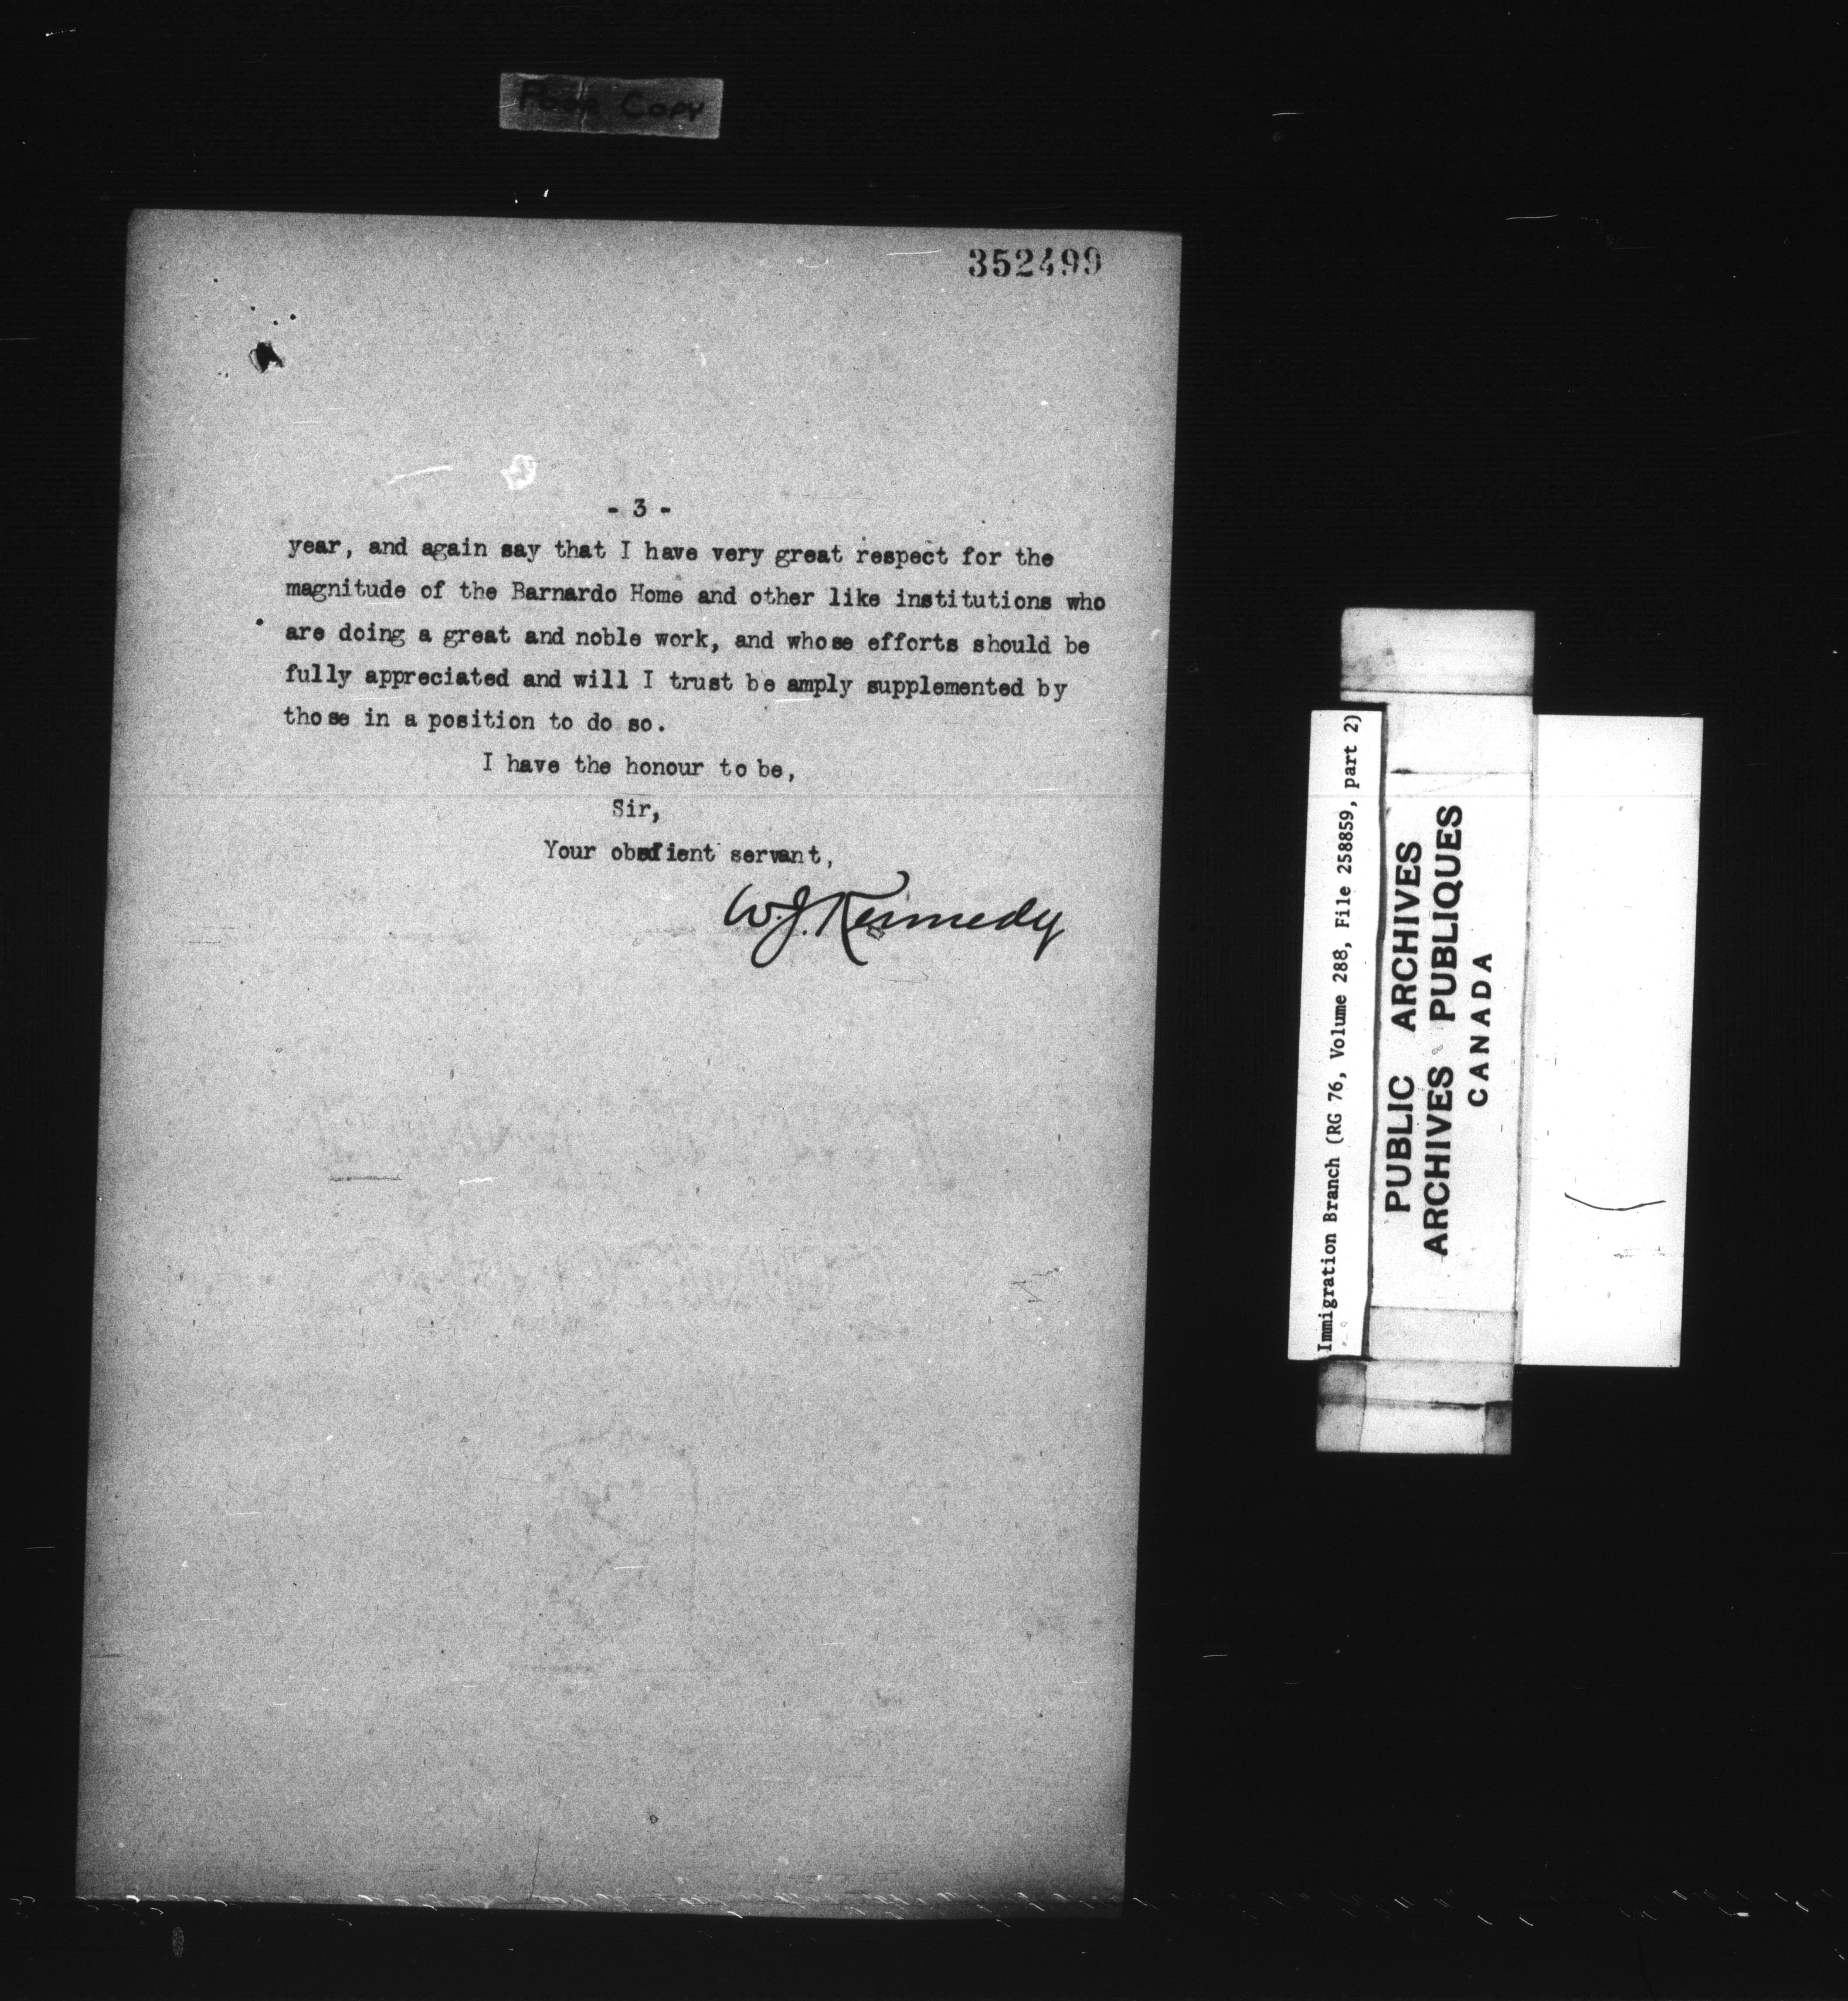 POOR COPY
352499
- 3 -
year, and again say that I have very great respect for the
magnitude of the Barnardo Home and other like institutions who
are doing a great and noble work, and whose efforts should be
fully appreciated and will I trust be amply supplemented by
those in a position to do so.
I have the honour to be,
Sir,
Your obedient servant,
W.J. Kennedy
Immigration Branch (RG 76, Volume 288, File 258859, part 2)
PUBLIC ARCHIVES
ARCHIVES PUBLIQUES
CANADA